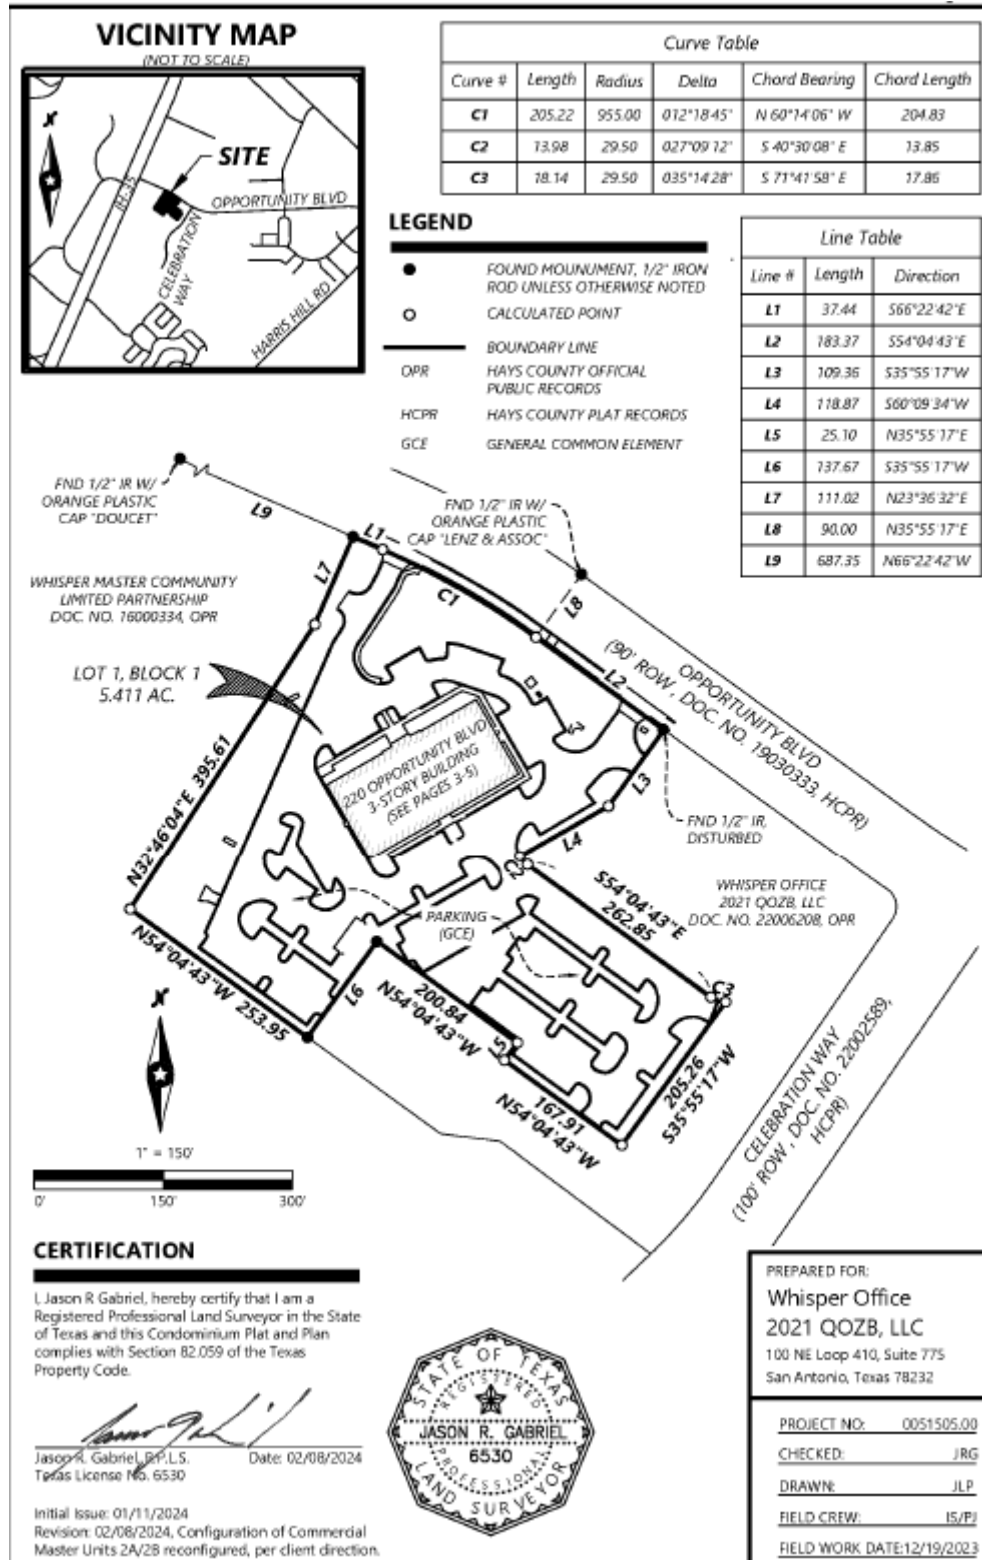 VICINITY MAP
(NOT TO SCALE)
SITE
IH-35
OPPORTUNITY BLVD
CELEBRATION
WAY
HARRIS HILL RD
Curve Table
Curve # Length Radius Delta Chord Bearing Chord Length
C1 205.22 955.00 012°18'45" N 60°14'06" W 204.83
C2 13.98 29.50 027°09'12" S 40°30'08" E 13.85
C3 18.14 29.50 035°14'28" S 71°41'58" E 17.86
LEGEND
FOUND MOUNUMENT, 1/2" IRON
ROD UNLESS OTHERWISE NOTED
CALCULATED POINT
BOUNDARY LINE
OPR HAYS COUNTY OFFICIAL
PUBLIC RECORDS
HCPR HAYS COUNTY PLAT RECORDS
GCE GENERAL COMMON ELEMENT
Line Table
Line # Length Direction
L1 37.44 S66°22'42"E
L2 183.37 S54°04'43"E
L3 109.36 S35°55'17"W
L4 118.87 S60°09'34"W
L5 25.10 N35°55'17"E
L6 137.67 S35°55'17"W
L7 111.02 N23°36'32"E
L8 90.00 N35°55'17"E
L9 687.35 N66°22'42"W
FND 1/2" IR W/
ORANGE PLASTIC
CAP "DOUCET"
L9
FND 1/2" IR W/
ORANGE PLASTIC
CAP "LENZ & ASSOC"
L1
L7
C1
L8
WHISPER MASTER COMMUNITY
LIMITED PARTNERSHIP
DOC. NO. 16000334, OPR
LOT 1, BLOCK 1
5.411 AC.
L2
OPPORTUNITY BLVD
(90' ROW , DOC. NO. 19030333, HCPR)
220 OPPORTUNITY BLVD
3-STORY BUILDING
(SEE PAGES 3-5)
L3
L4
FND 1/2" IR,
DISTURBED
N32°46'04"E 395.61
C2
S54°04'43"E
262.85
WHISPER OFFICE
2021 QOZB, LLC
DOC. NO. 22006208, OPR
PARKING
(GCE)
N54°04'43"W 253.95
L6
200.84
N54°04'43"W
L5
C3
167.91
N54°04'43"W
205.26
S35°55'17"W
CELEBRATION WAY
(100' ROW , DOC. NO. 22002589,
HCPR)
1" = 150'
0' 150' 300'
CERTIFICATION
I, Jason R Gabriel, hereby certify that I am a
Registered Professional Land Surveyor in the State
of Texas and this Condominium Plat and Plan
complies with Section 82.059 of the Texas
Property Code.
Jason R. Gabriel, R.P.L.S. Date: 02/08/2024
Texas License No. 6530
Initial Issue: 01/11/2024
Revision: 02/08/2024, Configuration of Commercial
Master Units 2A/2B reconfigured, per client direction.
STATE OF TEXAS
REGISTERED
JASON R. GABRIEL
6530
PROFESSIONAL
LAND SURVEYOR
PREPARED FOR:
Whisper Office
2021 QOZB, LLC
100 NE Loop 410, Suite 775
San Antonio, Texas 78232
PROJECT NO: 0051505.00
CHECKED: JRG
DRAWN: JLP
FIELD CREW: IS/PJ
FIELD WORK DATE:12/19/2023